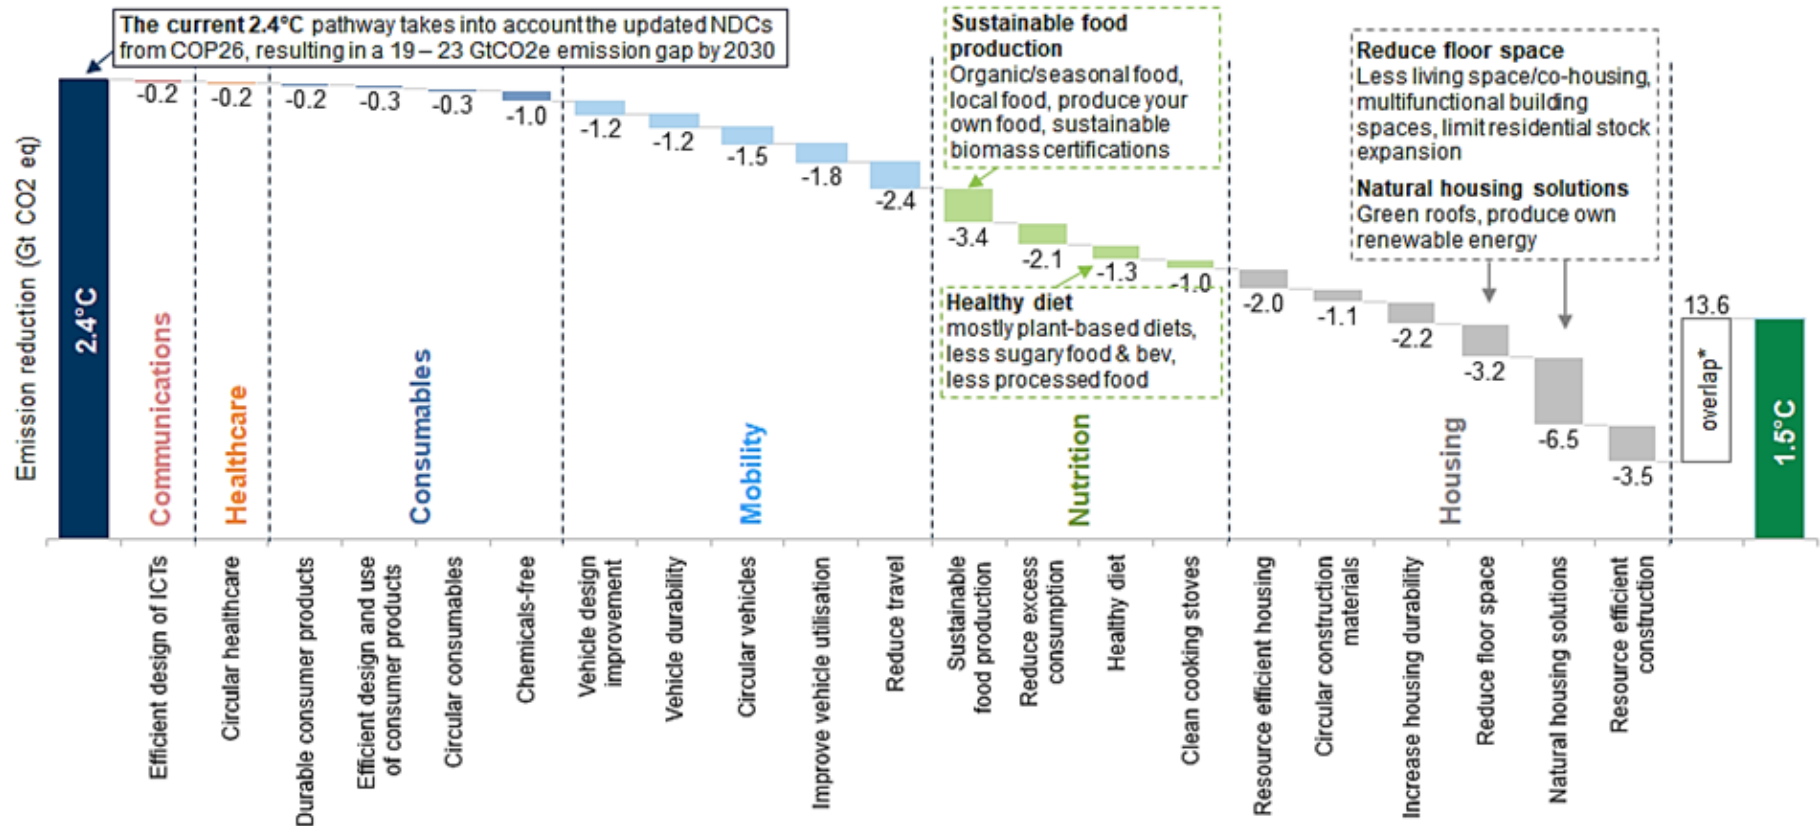 The current 2.4°C pathway takes into account the updated NDCs
from COP26, resulting in a 19 – 23 GtCO2e emission gap by 2030
Sustainable food
production
Organic/seasonal food,
local food, produce your
own food, sustainable
biomass certifications
Reduce floor space
Less living space/co-housing,
multifunctional building
spaces, limit residential stock
expansion
Natural housing solutions
Green roofs, produce own
renewable energy
Healthy diet
mostly plant-based diets,
less sugary food & bev,
less processed food
Emission reduction (Gt CO2 eq)
2.4°C
-0.2
-0.2
-0.2
-0.3
-0.3
-1.0
-1.2
-1.2
-1.5
-1.8
-2.4
-3.4
-2.1
-1.3
-1.0
-2.0
-1.1
-2.2
-3.2
-6.5
-3.5
13.6
overlap*
1.5°C
Communications
Healthcare
Consumables
Mobility
Nutrition
Housing
Efficient design of ICTs
Circular healthcare
Durable consumer products
Efficient design and use
of consumer products
Circular consumables
Chemicals-free
Vehicle design
improvement
Vehicle durability
Circular vehicles
Improve vehicle utilisation
Reduce travel
Sustainable
food production
Reduce excess
consumption
Healthy diet
Clean cooking stoves
Resource efficient housing
Circular construction
materials
Increase housing durability
Reduce floor space
Natural housing solutions
Resource efficient
construction